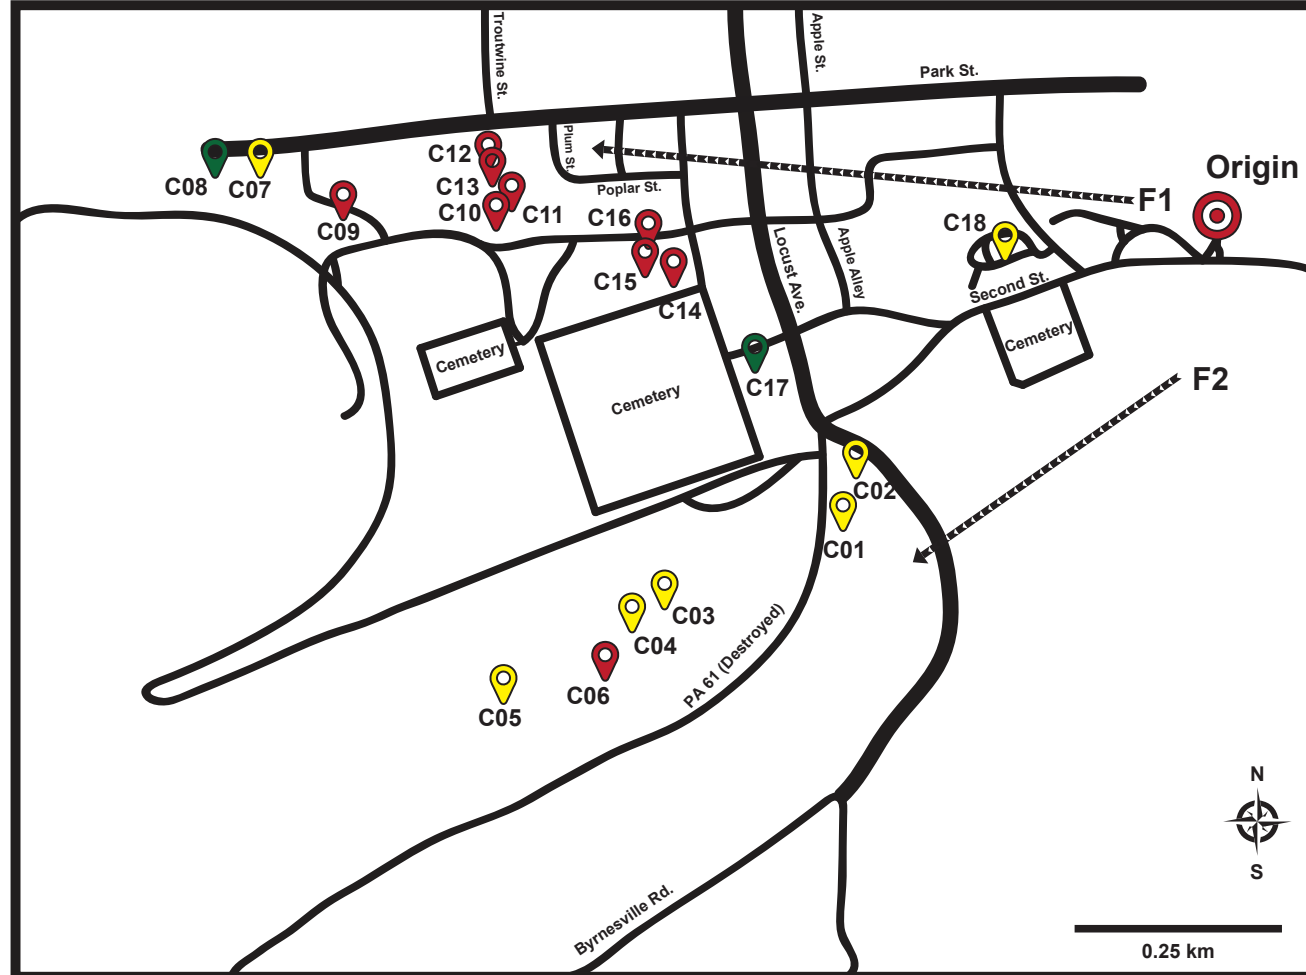 Troutwine St.
Apple St.
Park St.
C12
Plum St.
C13
C08
C07
Poplar St.
Origin
F1
C10
C11
C09
C16
C18
Locust Ave.
Apple Alley
C15
Second St.
C14
Cemetery
Cemetery
C17
Cemetery
F2
C02
C01
C03
C04
PA 61 (Destroyed)
C06
C05
N
S
Byrnesville Rd.
0.25 km